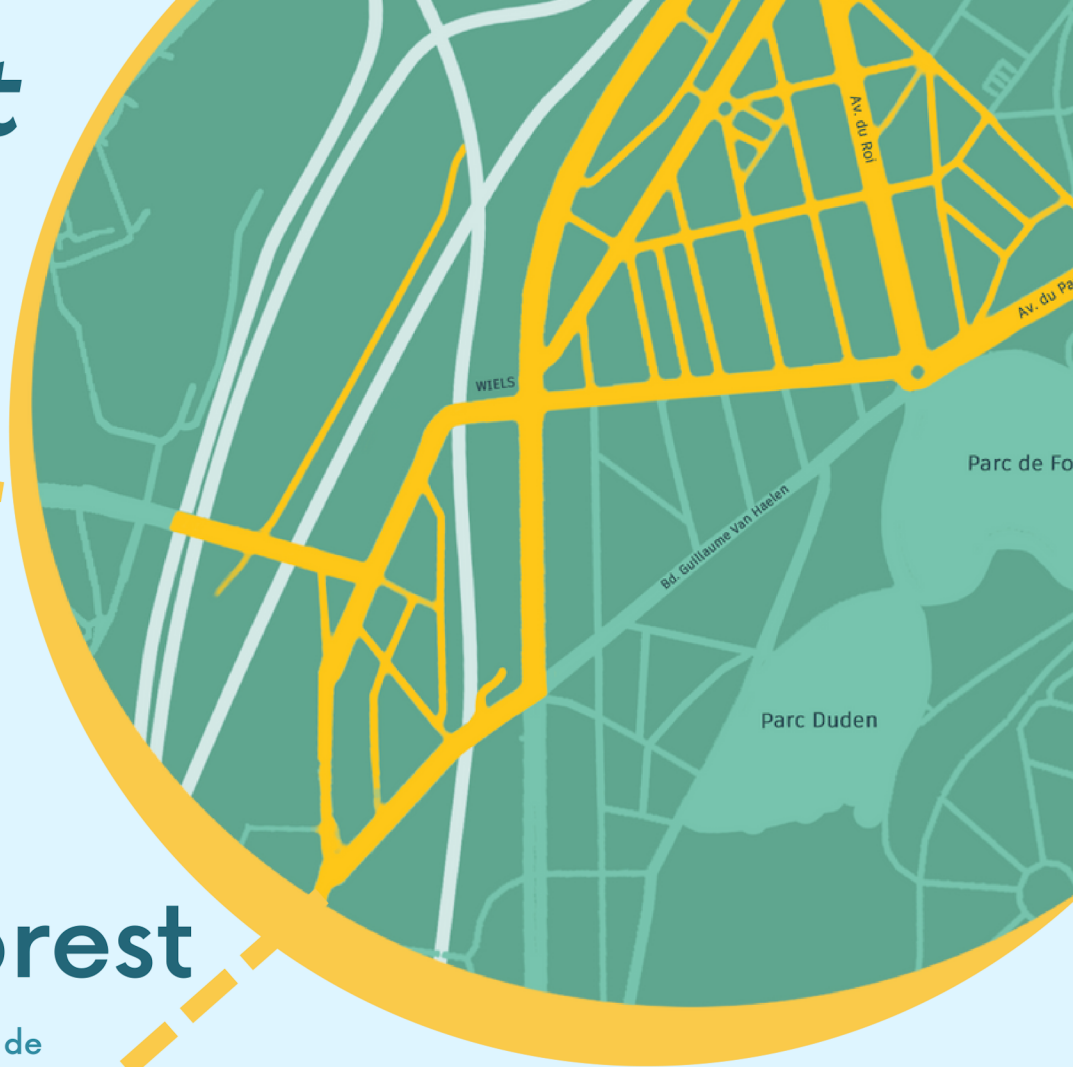 t
Av. du Roi
Av. du Pa
WIELS
Parc de Fo
Bd. Guillaume Van Haelen
Parc Duden
orest
de